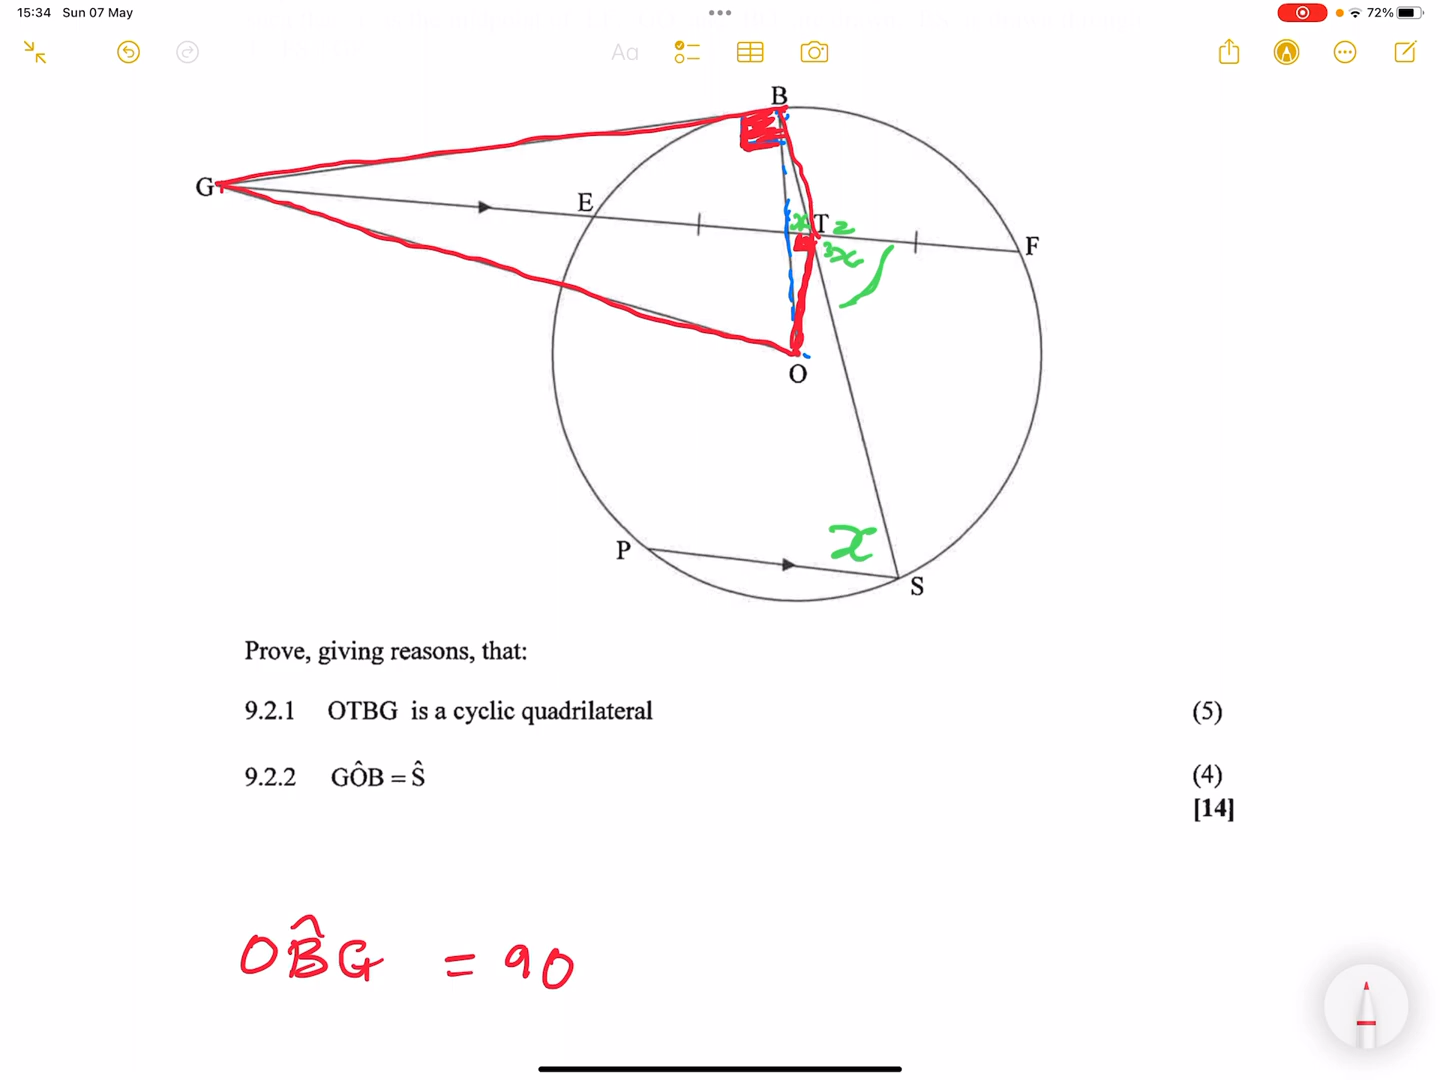 15:34 Sun 07 May
72%
Aa
B
G
E
T
F
x
2
3x
O
x
P
S
Prove, giving reasons, that:
9.2.1 OTBG is a cyclic quadrilateral (5)
9.2.2 GÔB = Ŝ (4)
[14]
OB̂G = 90